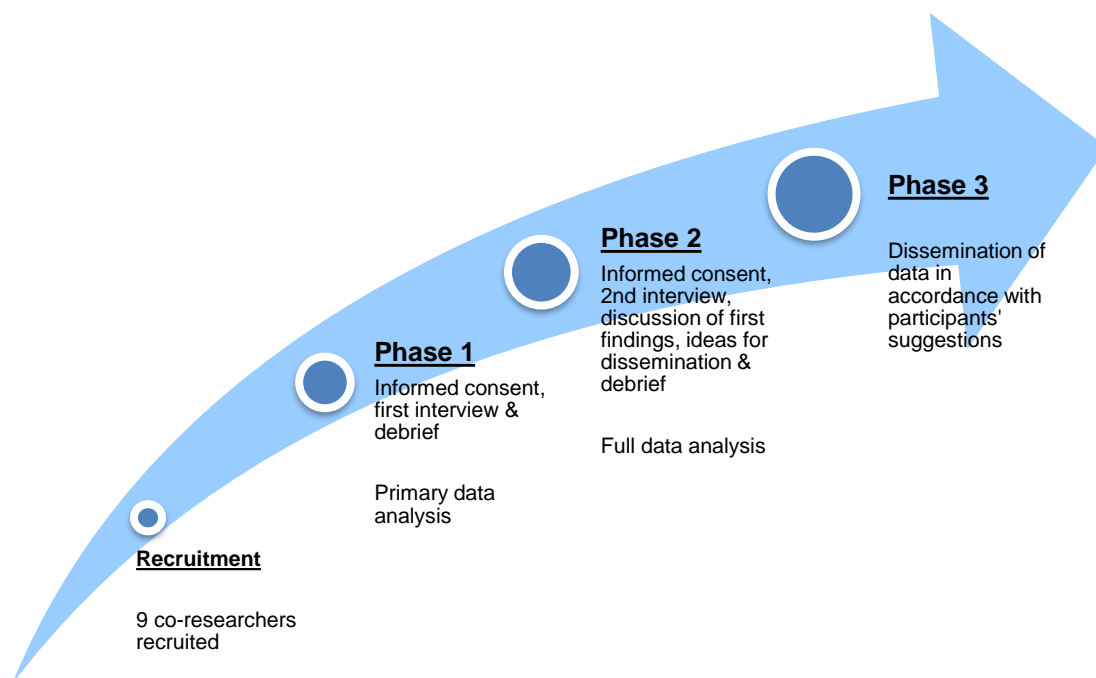 Recruitment
9 co-researchers
recruited
Phase 1
Informed consent,
first interview &
debrief
Primary data
analysis
Phase 2
Informed consent,
2nd interview,
discussion of first
findings, ideas for
dissemination &
debrief
Full data analysis
Phase 3
Dissemination of
data in
accordance with
participants'
suggestions